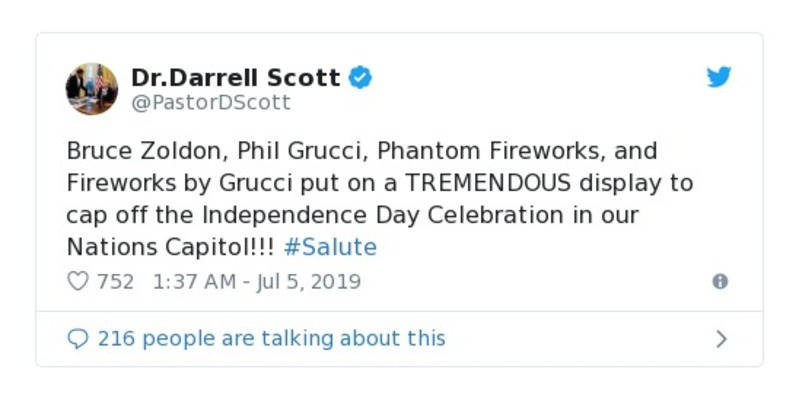 Dr.Darrell Scott
@PastorDScott
Bruce Zoldon, Phil Grucci, Phantom Fireworks, and
Fireworks by Grucci put on a TREMENDOUS display to
cap off the Independence Day Celebration in our
Nations Capitol!!! #Salute
752 1:37 AM - Jul 5, 2019
216 people are talking about this